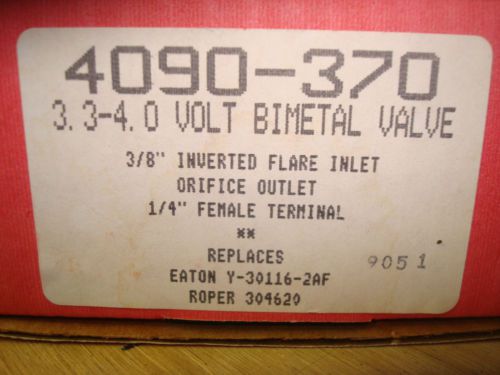 4090-370
3.3-4.0 VOLT BIMETAL VALVE
3/8" INVERTED FLARE INLET
ORIFICE OUTLET
1/4" FEMALE TERMINAL
**
REPLACES
EATON Y-30116-2AF
ROPER 304620
9051